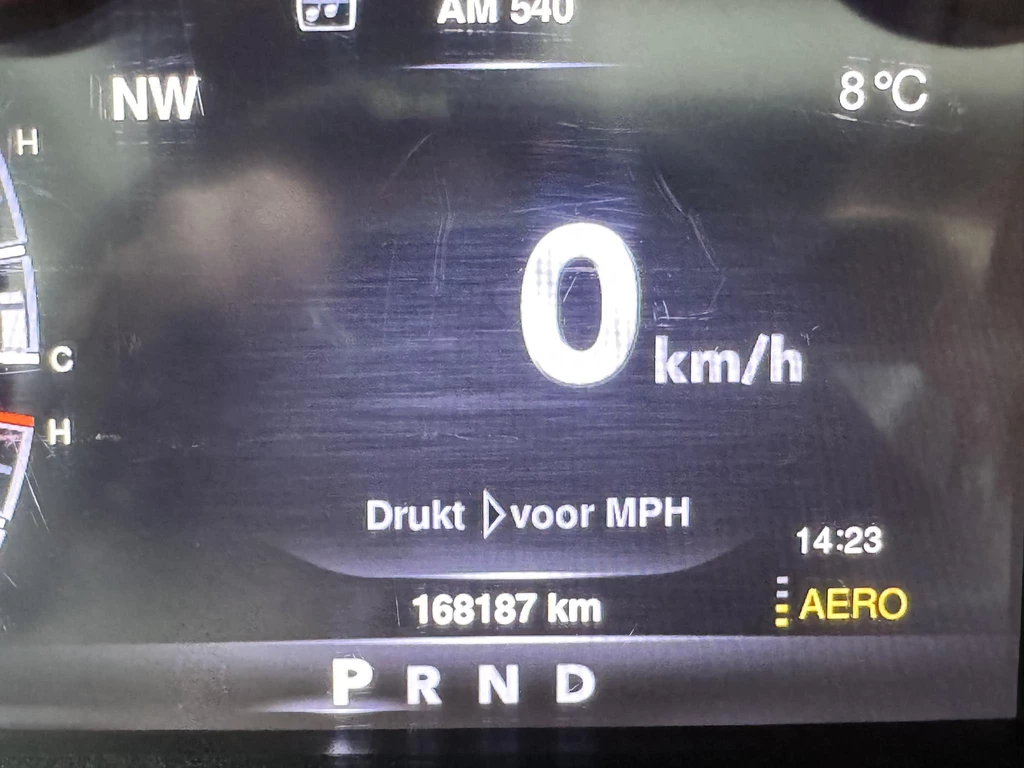 AM 540
NW
8°C
H
0 km/h
C
H
Drukt ▷ voor MPH
14:23
168187 km
AERO
P R N D